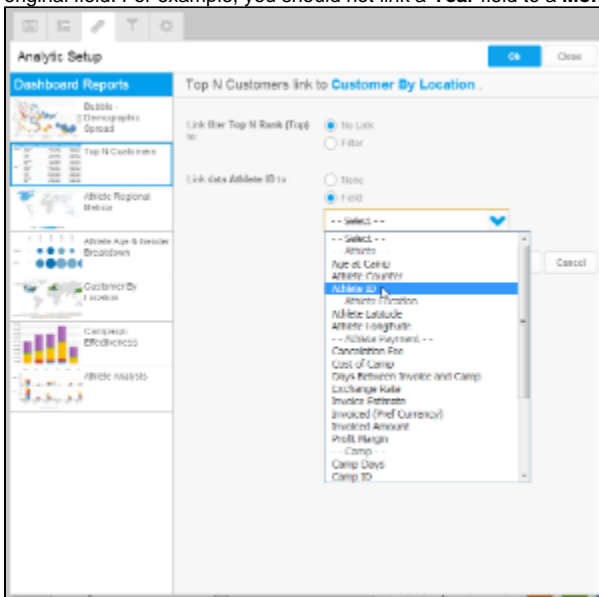 original field. For example, you should not link a Year field to a
Analytic Setup
Ok
Close
Dashboard Reports
Top N Customers link to Customer By Location .
Bubble -
Demographic
Spread
Top N Customers
Athlete Regional
Metrics
Athlete Age & Gender
Breakdown
Customer By
Location
Campaign
Effectiveness
Athlete Analysis
Link filter Top N Rank (Top)
to:
No Link
Filter
Link data Athlete ID to:
None
Field
-- Select --
-- Select --
Athlete
Age at Camp
Athlete Counter
Athlete ID
Athlete Location
Athlete Latitude
Athlete Longitude
-- Athlete Payment --
Cancelation Fee
Cost of Camp
Days Between Invoice and Camp
Exchange Rate
Invoice Estimate
Invoiced (Pref Currency)
Invoiced Amount
Profit Margin
-- Camp --
Camp Days
Camp ID
Cancel